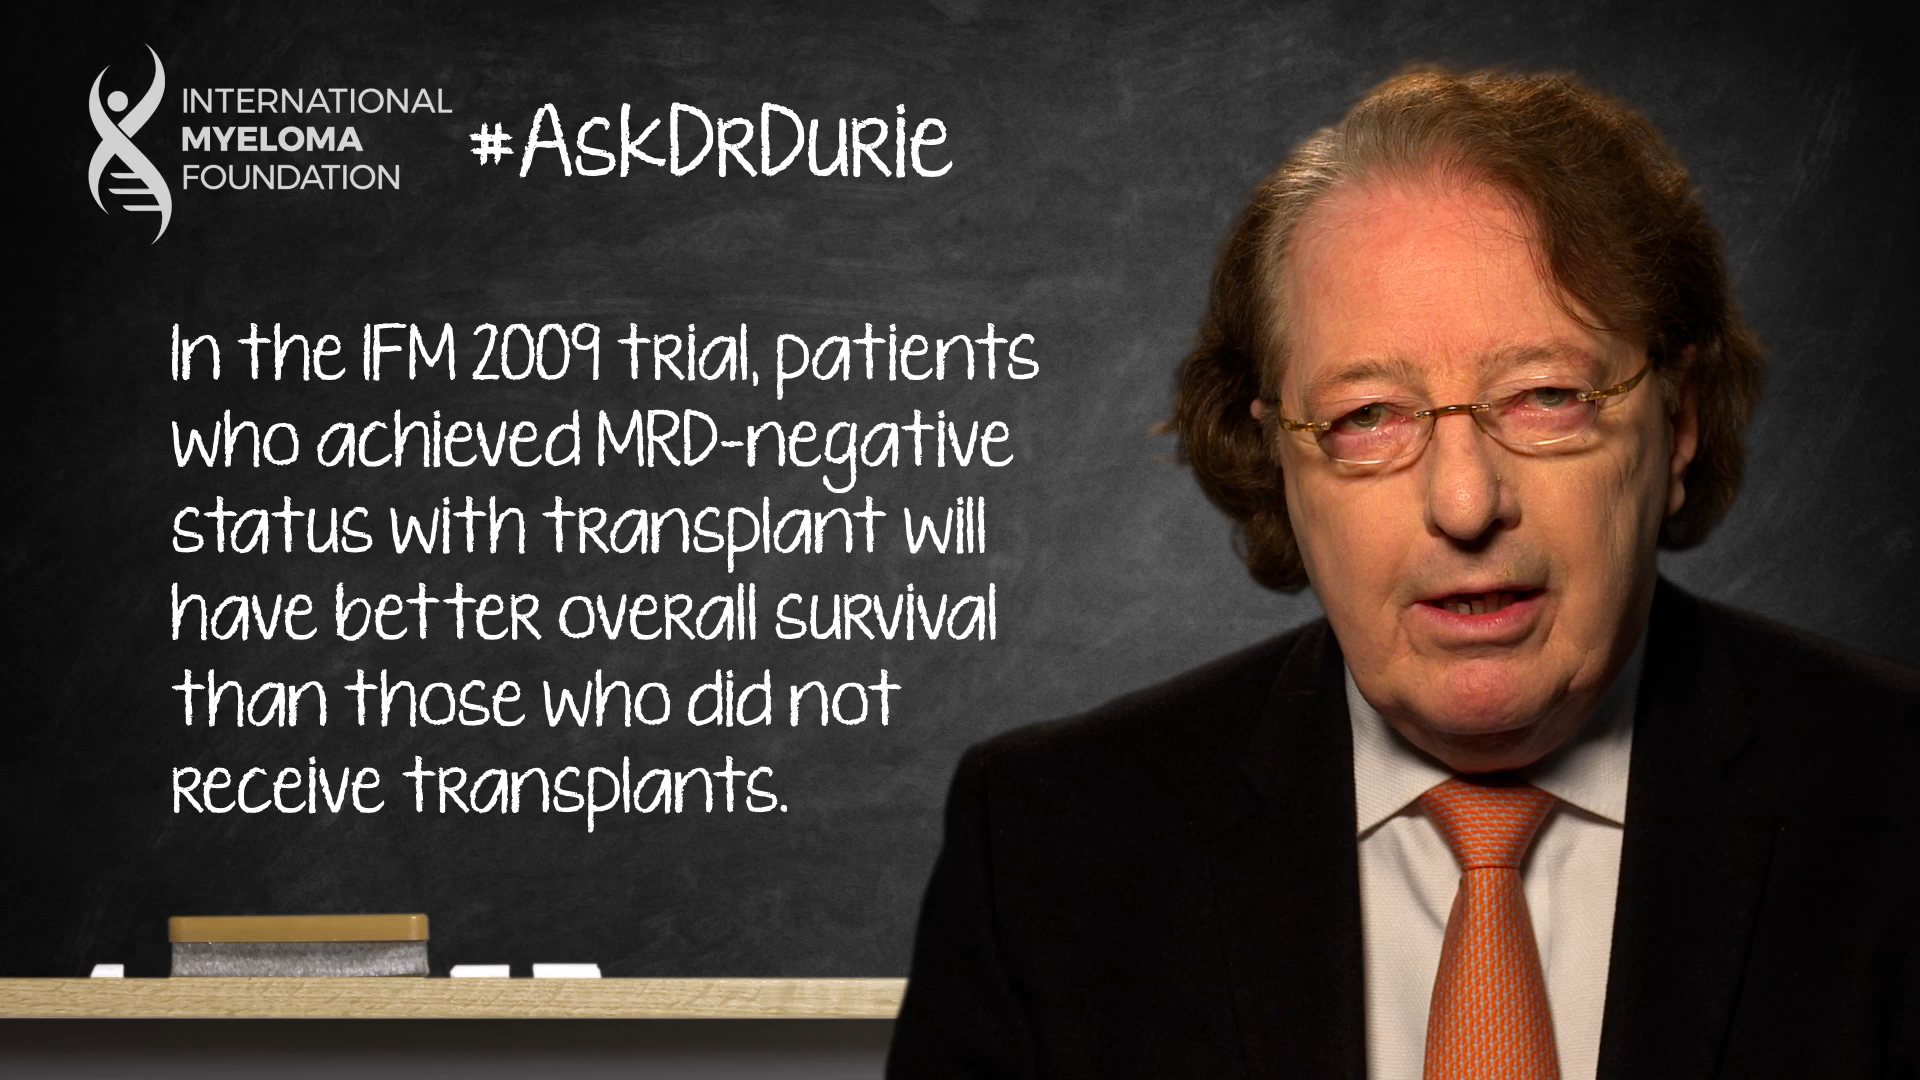 INTERNATIONAL
MYELOMA
FOUNDATION
#AskDrDurie
In the IFM 2009 trial, patients
who achieved MRD-negative
status with transplant will
have better overall survival
than those who did not
receive transplants.